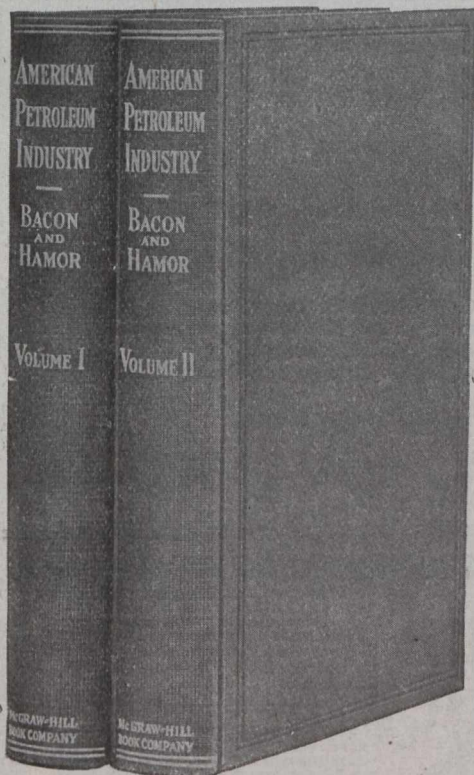 AMERICAN
PETROLEUM
INDUSTRY
BACON
AND
HAMOR
VOLUME I
McGRAW-HILL
BOOK COMPANY
AMERICAN
PETROLEUM
INDUSTRY
BACON
AND
HAMOR
VOLUME II
McGRAW-HILL
BOOK COMPANY